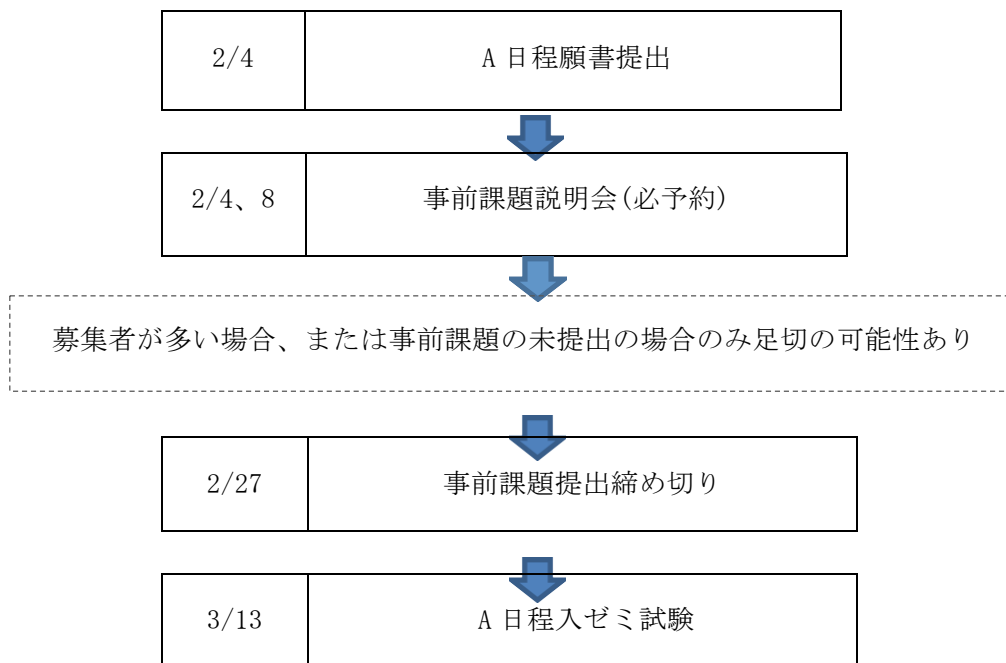 2/4 A日程願書提出
2/4、8 事前課題説明会(必予約)
募集者が多い場合、または事前課題の未提出の場合のみ足切の可能性あり
2/27 事前課題提出締め切り
3/13 A日程入ゼミ試験